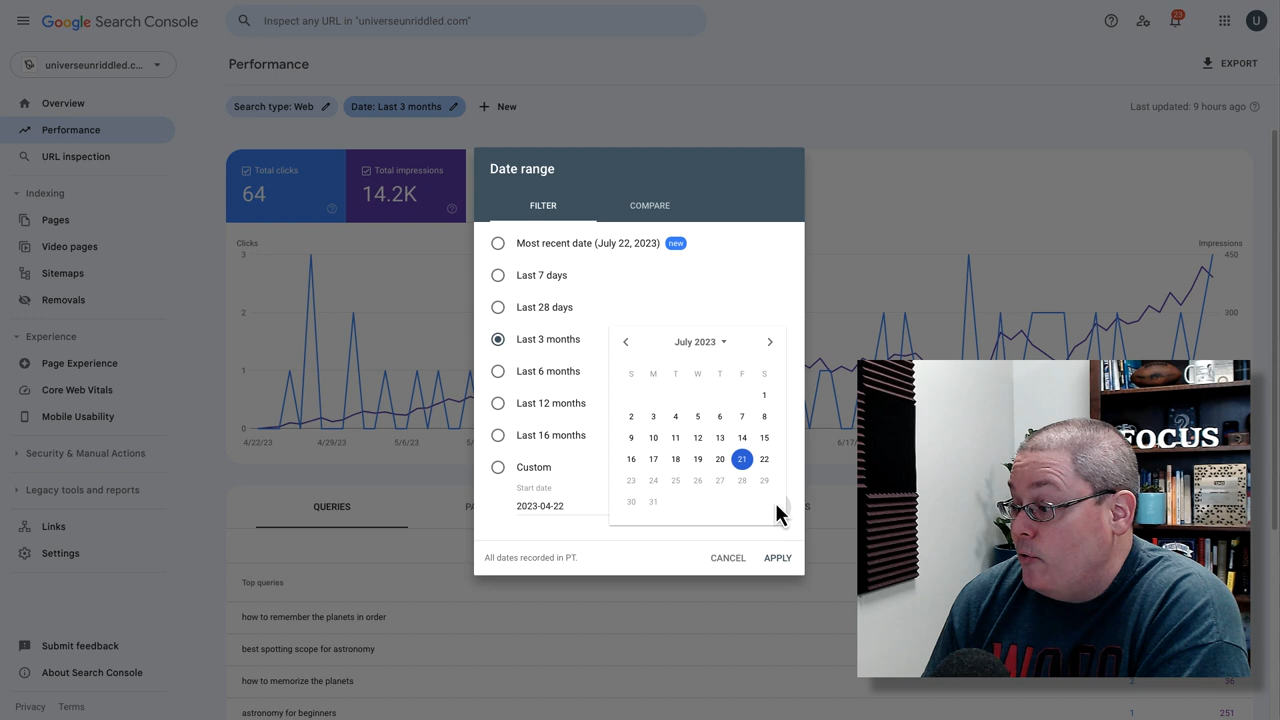 Google Search Console
Inspect any URL in "universeunriddled.com"
23
U
universeunriddled.c...
Performance
EXPORT
Search type: Web
Date: Last 3 months
New
Last updated: 9 hours ago
Overview
Performance
URL inspection
Indexing
Pages
Video pages
Sitemaps
Removals
Experience
Page Experience
Core Web Vitals
Mobile Usability
Security & Manual Actions
Legacy tools and reports
Links
Settings
Submit feedback
About Search Console
Privacy Terms
Total clicks
64
Total impressions
14.2K
Clicks
3
2
1
0
Impressions
450
300
4/22/23 4/29/23 5/6/23
Date range
FILTER COMPARE
Most recent date (July 22, 2023) new
Last 7 days
Last 28 days
Last 3 months
Last 6 months
Last 12 months
Last 16 months
Custom
Start date
2023-04-22
July 2023
S M T W T F S
1
2 3 4 5 6 7 8
9 10 11 12 13 14 15
16 17 18 19 20 21 22
23 24 25 26 27 28 29
30 31
All dates recorded in PT.
CANCEL APPLY
QUERIES
Top queries
how to remember the planets in order
best spotting scope for astronomy
how to memorize the planets 2 36
astronomy for beginners 1 251
FOCUS